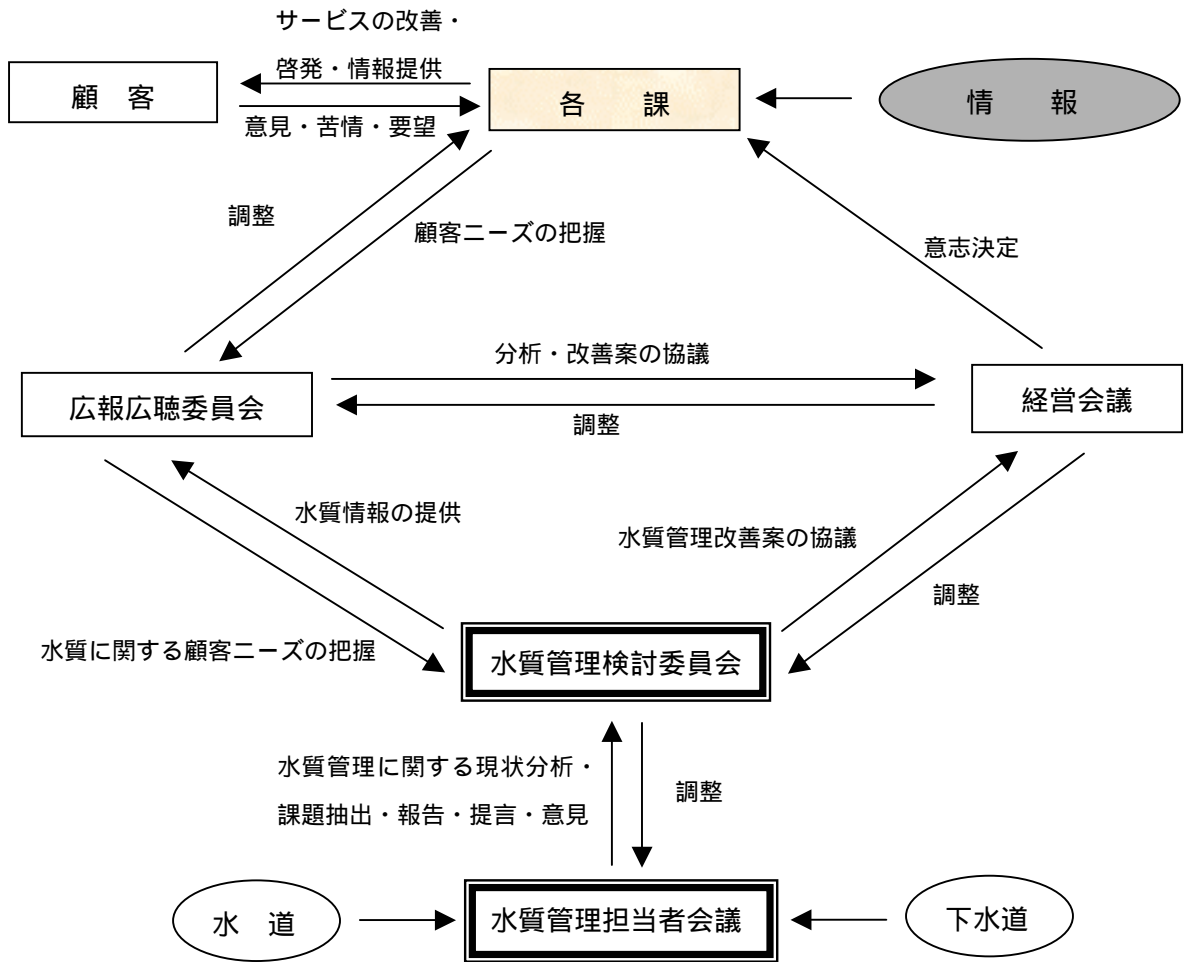 サービスの改善・
啓発・情報提供
顧　客
各　　課
情　　報
意見・苦情・要望
調整
顧客ニーズの把握
意志決定
分析・改善案の協議
広報広聴委員会
経営会議
調整
水質情報の提供
水質管理改善案の協議
調整
水質に関する顧客ニーズの把握
水質管理検討委員会
水質管理に関する現状分析・
課題抽出・報告・提言・意見
調整
水　道
水質管理担当者会議
下水道